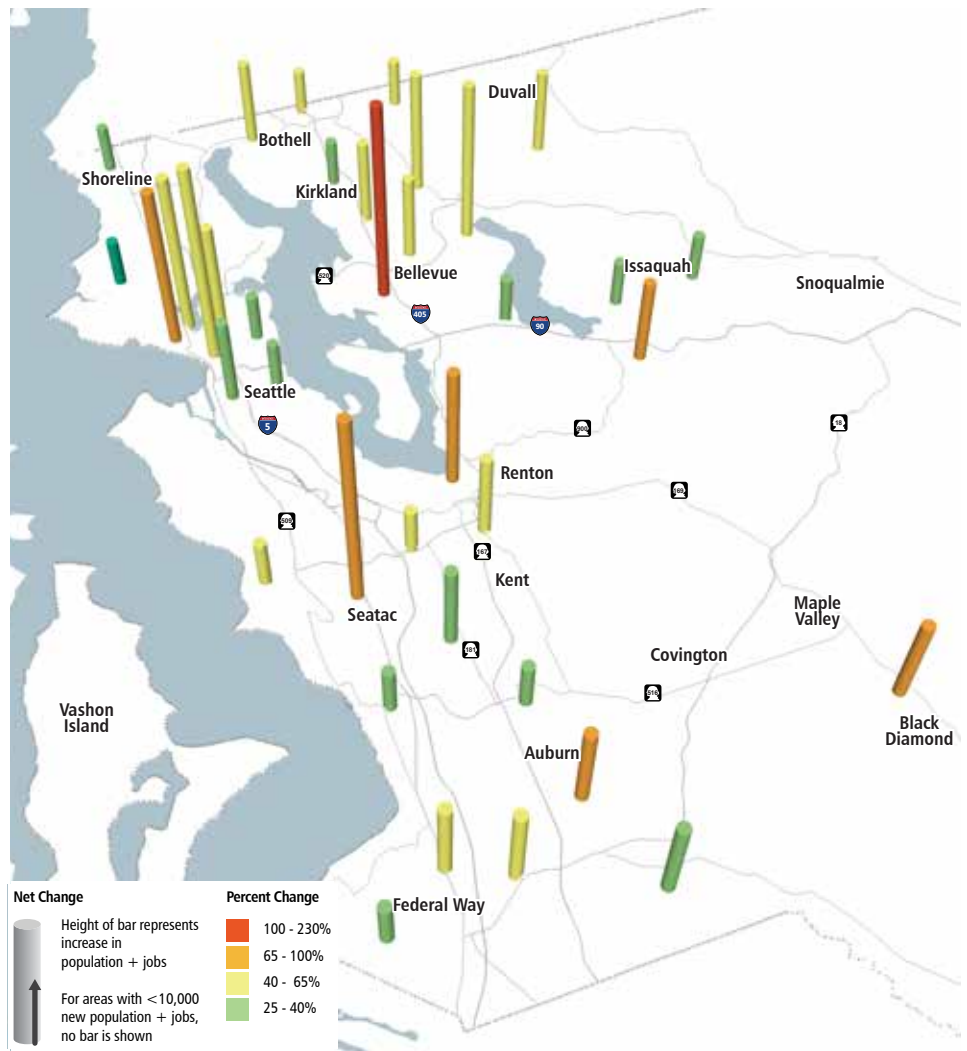 Duvall
Bothell
Shoreline
Kirkland
Bellevue
Issaquah
Snoqualmie
520
405
90
Seattle
5
900
18
Renton
169
509
167
Kent
Seatac
Maple
Valley
181
Covington
516
Vashon
Island
Black
Diamond
Auburn
Federal Way
Net Change
Height of bar represents
increase in
population + jobs
For areas with <10,000
new population + jobs,
no bar is shown
Percent Change
100 - 230%
65 - 100%
40 - 65%
25 - 40%